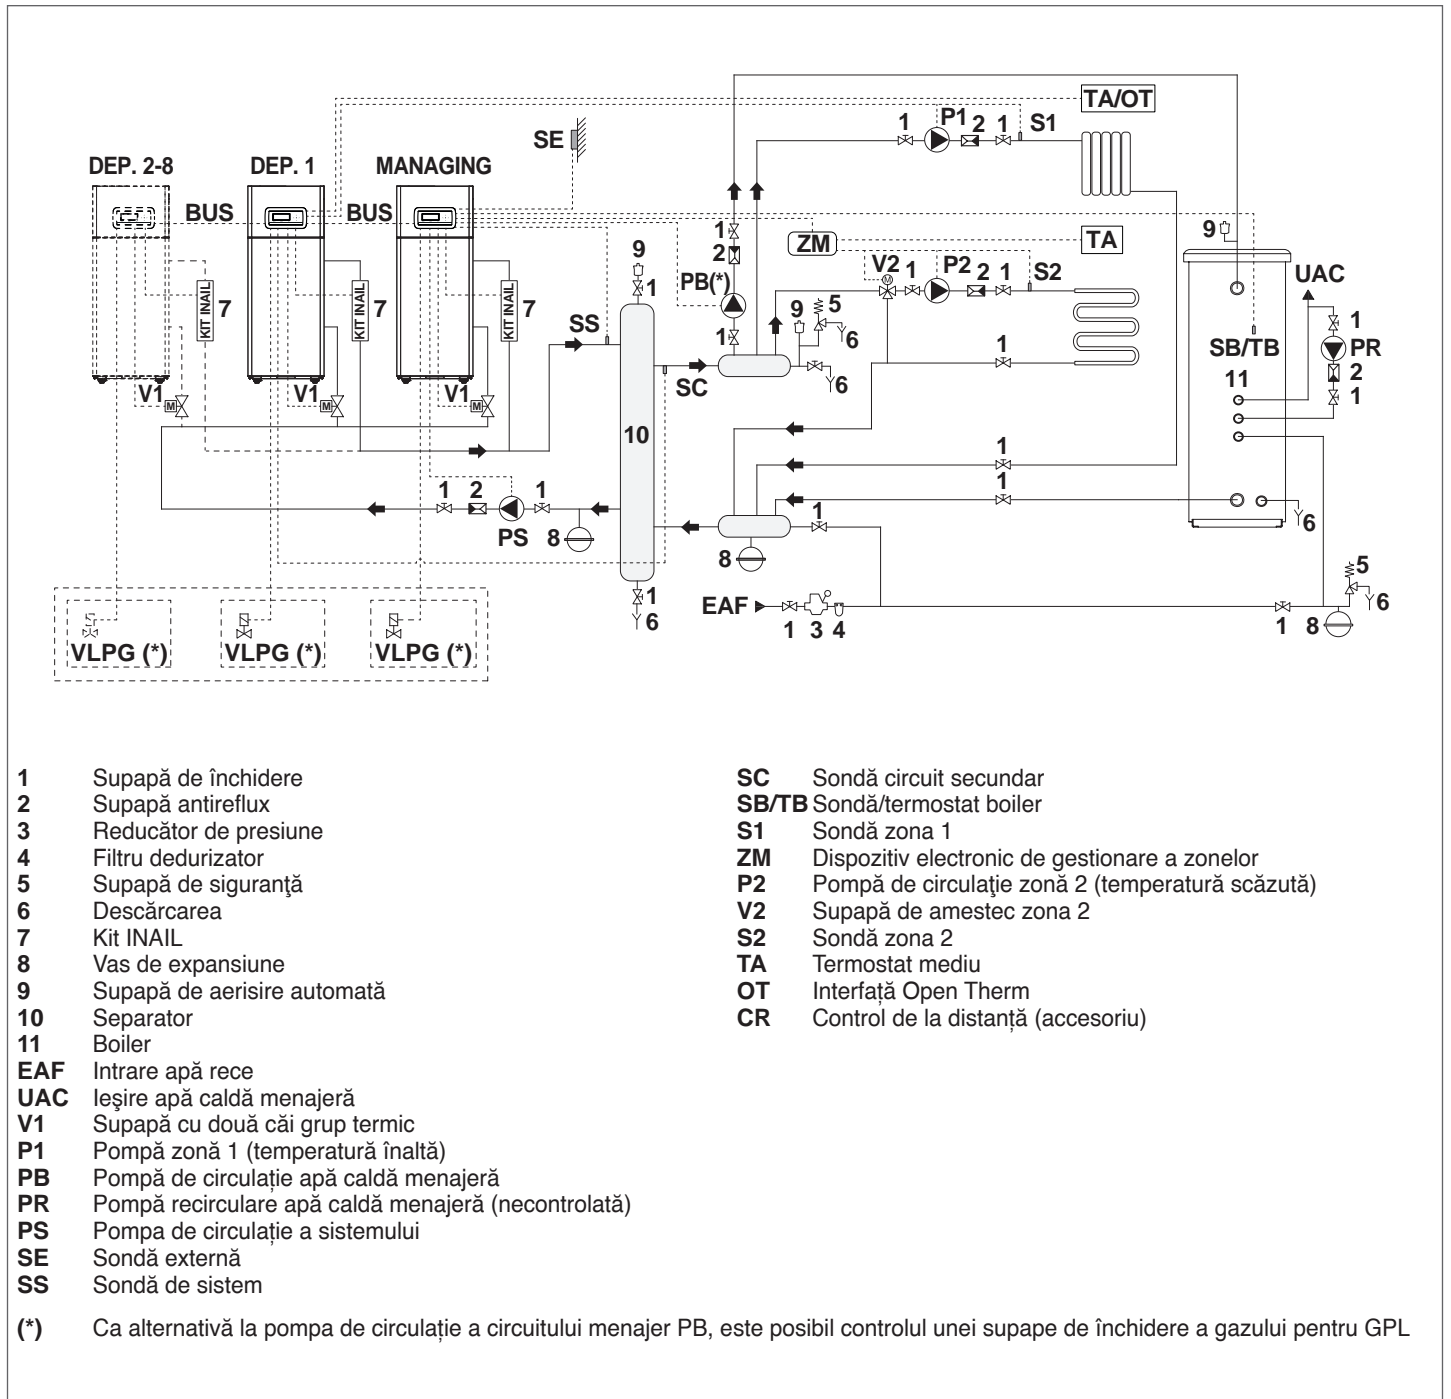 TA/OT
1 P1 2 1 S1
SE
DEP. 2-8 DEP. 1 MANAGING
BUS BUS
1
2
PB(*)
1
ZM
TA
V2 1 P2 2 1 S2
9
1
9
5
6
6
9
UAC
1
PR
2
1
SB/TB
11
KIT INAIL
7
KIT INAIL
7
KIT INAIL
7
SS
SC
1
V1 V1 V1
M M M M
10
1
1
1 2 1
PS 8
8
1
6
1
6
5
6
EAF
1 3 4
1 8
VLPG (*) VLPG (*) VLPG (*)
1 Supapă de închidere
2 Supapă antireflux
3 Reducător de presiune
4 Filtru dedurizator
5 Supapă de siguranţă
6 Descărcarea
7 Kit INAIL
8 Vas de expansiune
9 Supapă de aerisire automată
10 Separator
11 Boiler
EAF Intrare apă rece
UAC Ieşire apă caldă menajeră
V1 Supapă cu două căi grup termic
P1 Pompă zonă 1 (temperatură înaltă)
PB Pompă de circulație apă caldă menajeră
PR Pompă recirculare apă caldă menajeră (necontrolată)
PS Pompa de circulație a sistemului
SE Sondă externă
SS Sondă de sistem
SC Sondă circuit secundar
SB/TB Sondă/termostat boiler
S1 Sondă zona 1
ZM Dispozitiv electronic de gestionare a zonelor
P2 Pompă de circulaţie zonă 2 (temperatură scăzută)
V2 Supapă de amestec zona 2
S2 Sondă zona 2
TA Termostat mediu
OT Interfață Open Therm
CR Control de la distanță (accesoriu)
(*) Ca alternativă la pompa de circulație a circuitului menajer PB, este posibil controlul unei supape de închidere a gazului pentru GPL